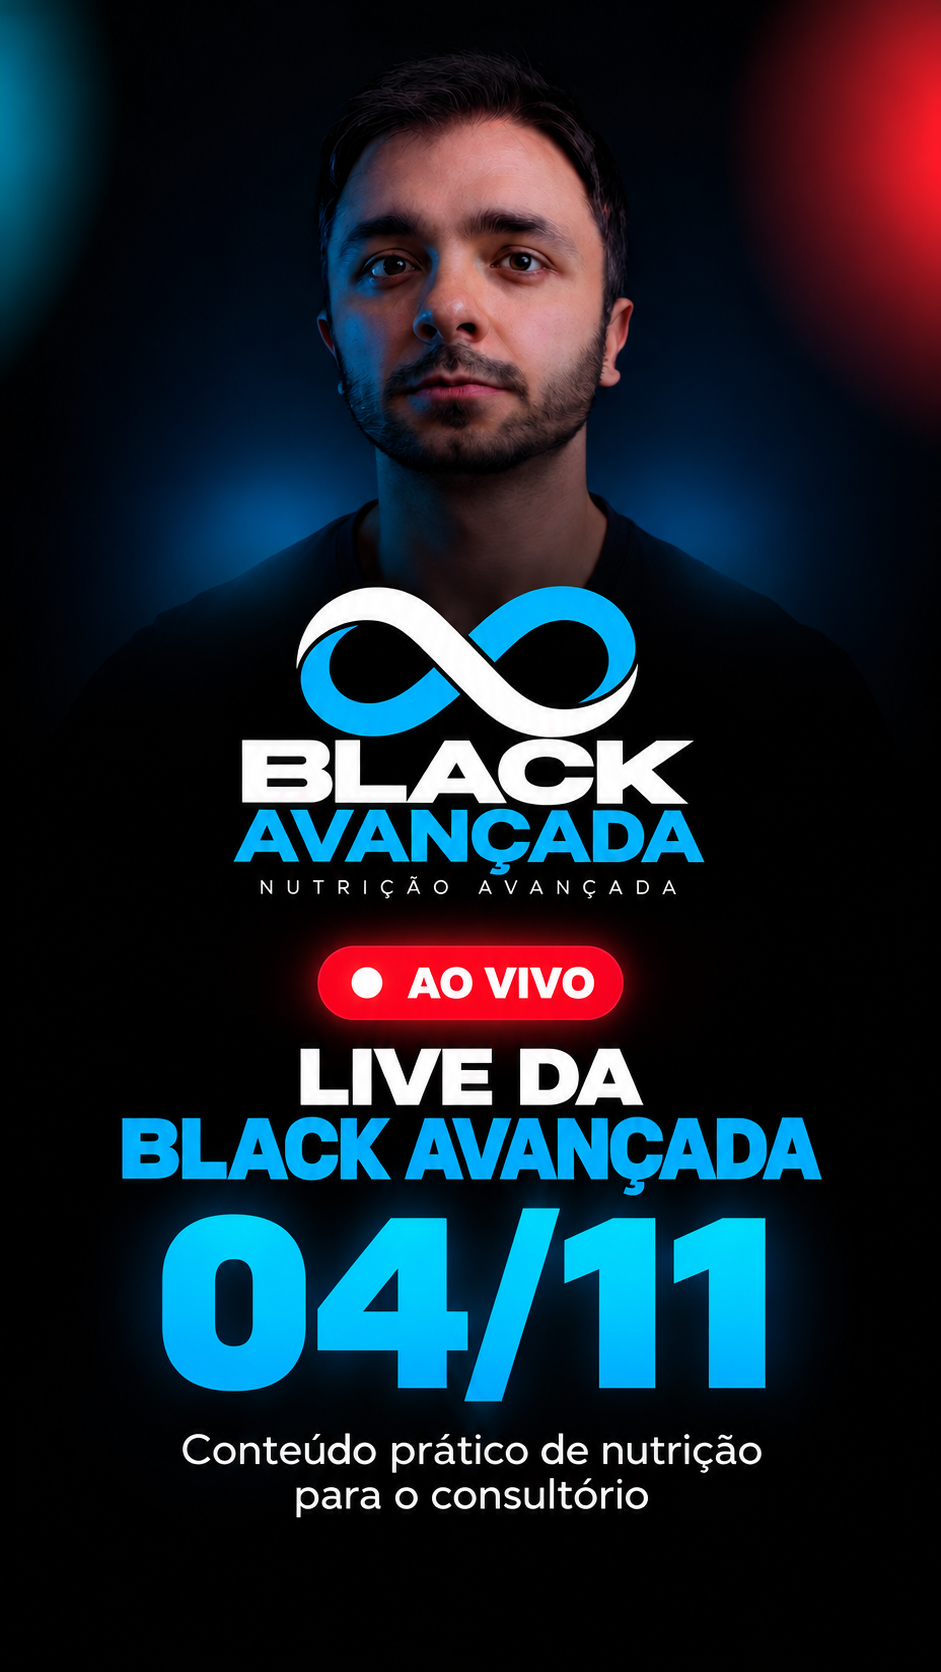 BLACK
AVANÇADA
NUTRIÇÃO AVANÇADA
AO VIVO
LIVE DA
BLACK AVANÇADA
04/11
Conteúdo prático de nutrição
para o consultório